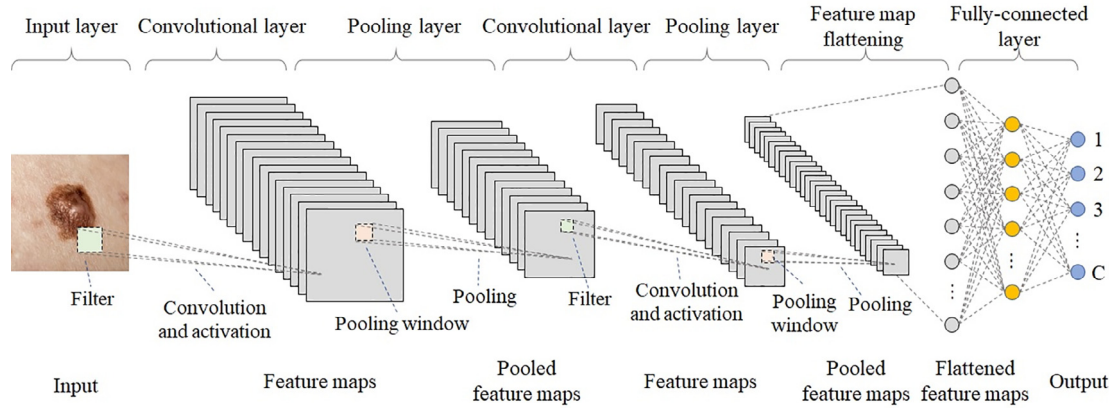 Input layer
Convolutional layer
Pooling layer
Convolutional layer
Pooling layer
Feature map
flattening
Fully-connected
layer
1
2
3
⋮
C
Filter
Convolution
and activation
Pooling window
Pooling
Filter
Convolution
and activation
Pooling
window
Pooling
Input
Feature maps
Pooled
feature maps
Feature maps
Pooled
feature maps
Flattened
feature maps
Output